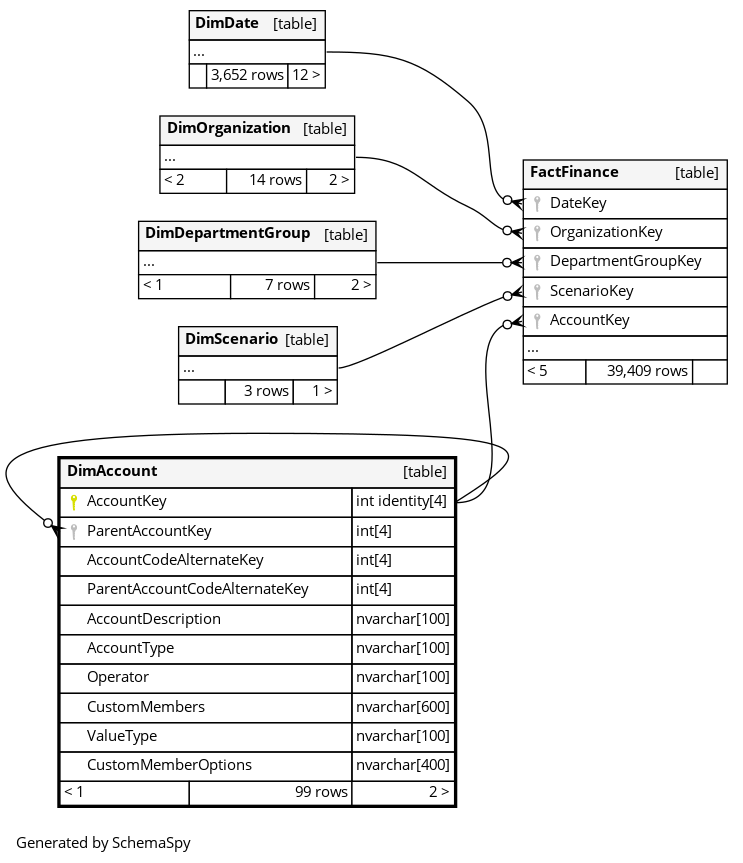 DimDate [table]
...
3,652 rows 12 >
DimOrganization [table]
...
< 2 14 rows 2 >
DimDepartmentGroup [table]
...
< 1 7 rows 2 >
DimScenario [table]
...
3 rows 1 >
FactFinance [table]
DateKey
OrganizationKey
DepartmentGroupKey
ScenarioKey
AccountKey
...
< 5 39,409 rows
DimAccount [table]
AccountKey int identity[4]
ParentAccountKey int[4]
AccountCodeAlternateKey int[4]
ParentAccountCodeAlternateKey int[4]
AccountDescription nvarchar[100]
AccountType nvarchar[100]
Operator nvarchar[100]
CustomMembers nvarchar[600]
ValueType nvarchar[100]
CustomMemberOptions nvarchar[400]
< 1 99 rows 2 >
Generated by SchemaSpy